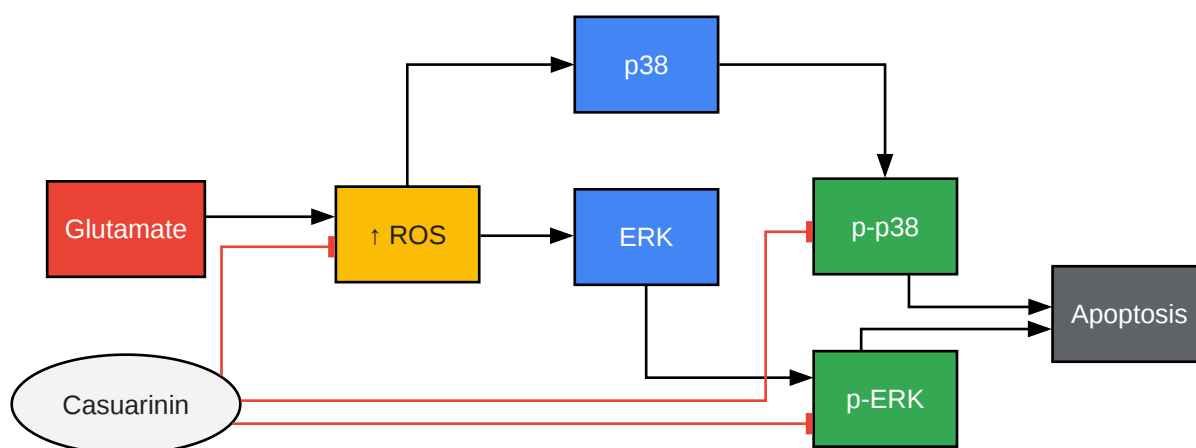 p38
Glutamate
↑ ROS
ERK
p-p38
Apoptosis
Casuarinin
p-ERK